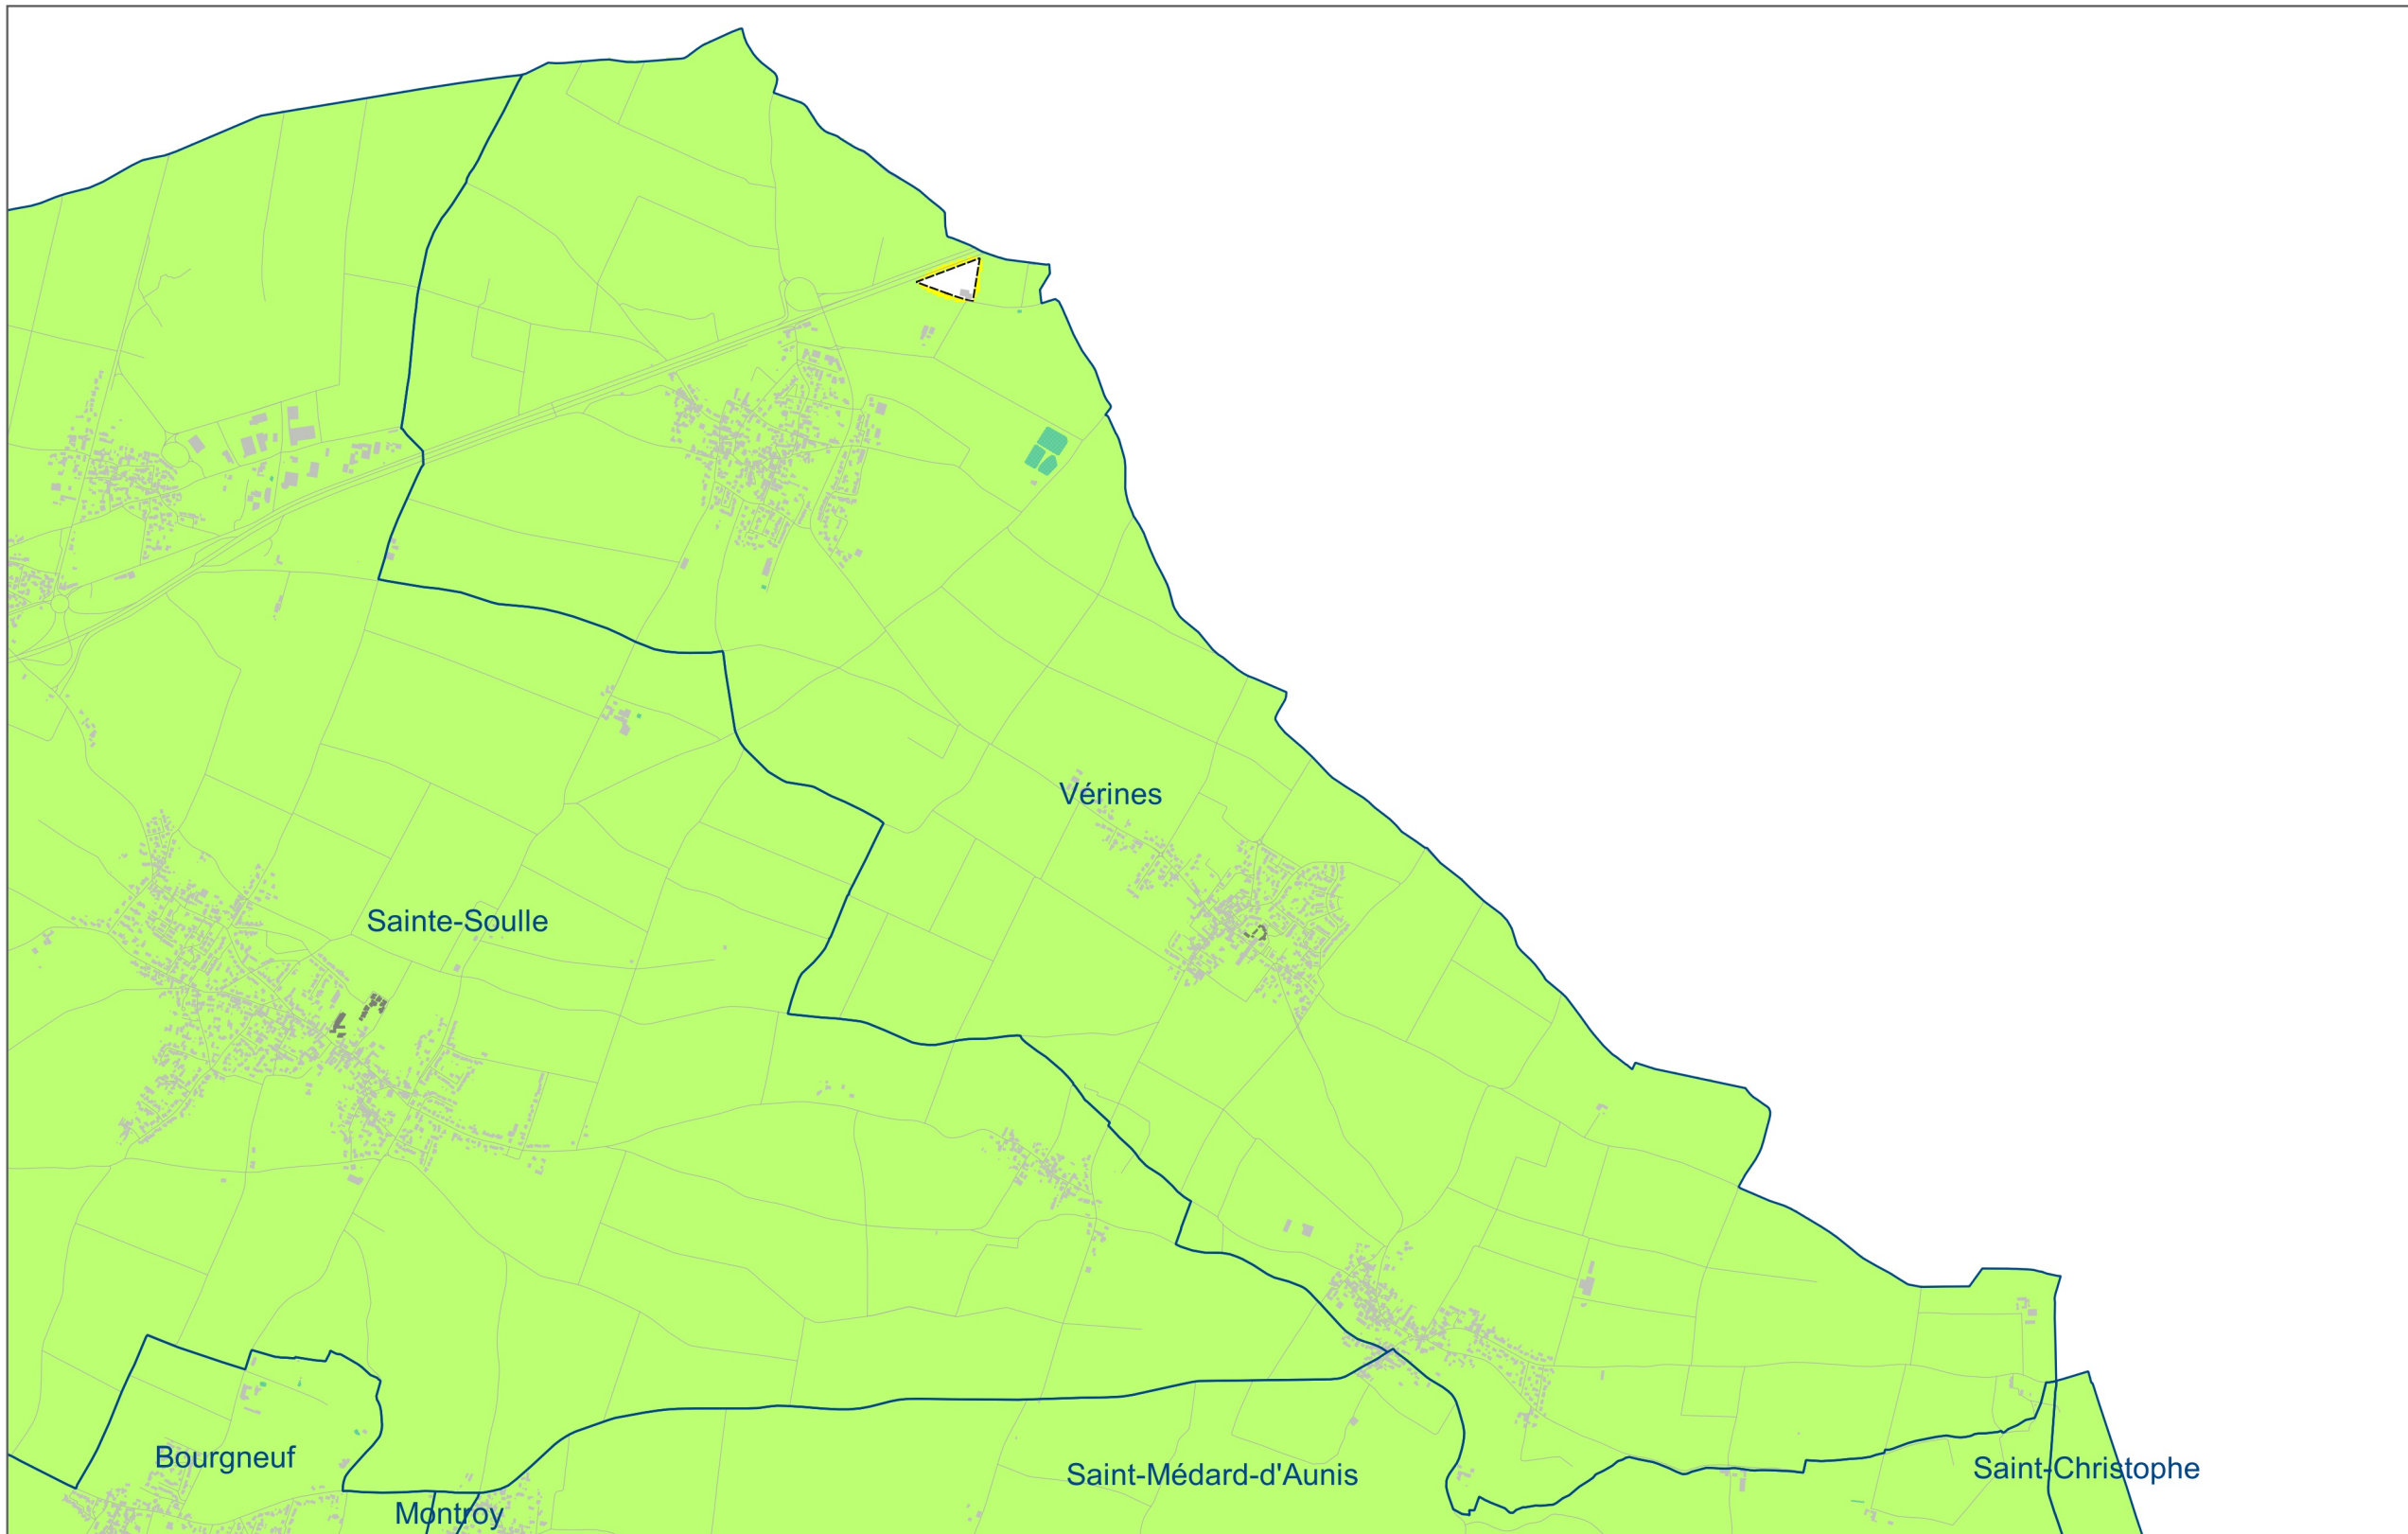 Vérines
Sainte-Soulle
Bourgneuf
Saint-Médard-d'Aunis
Saint-Christophe
Montroy